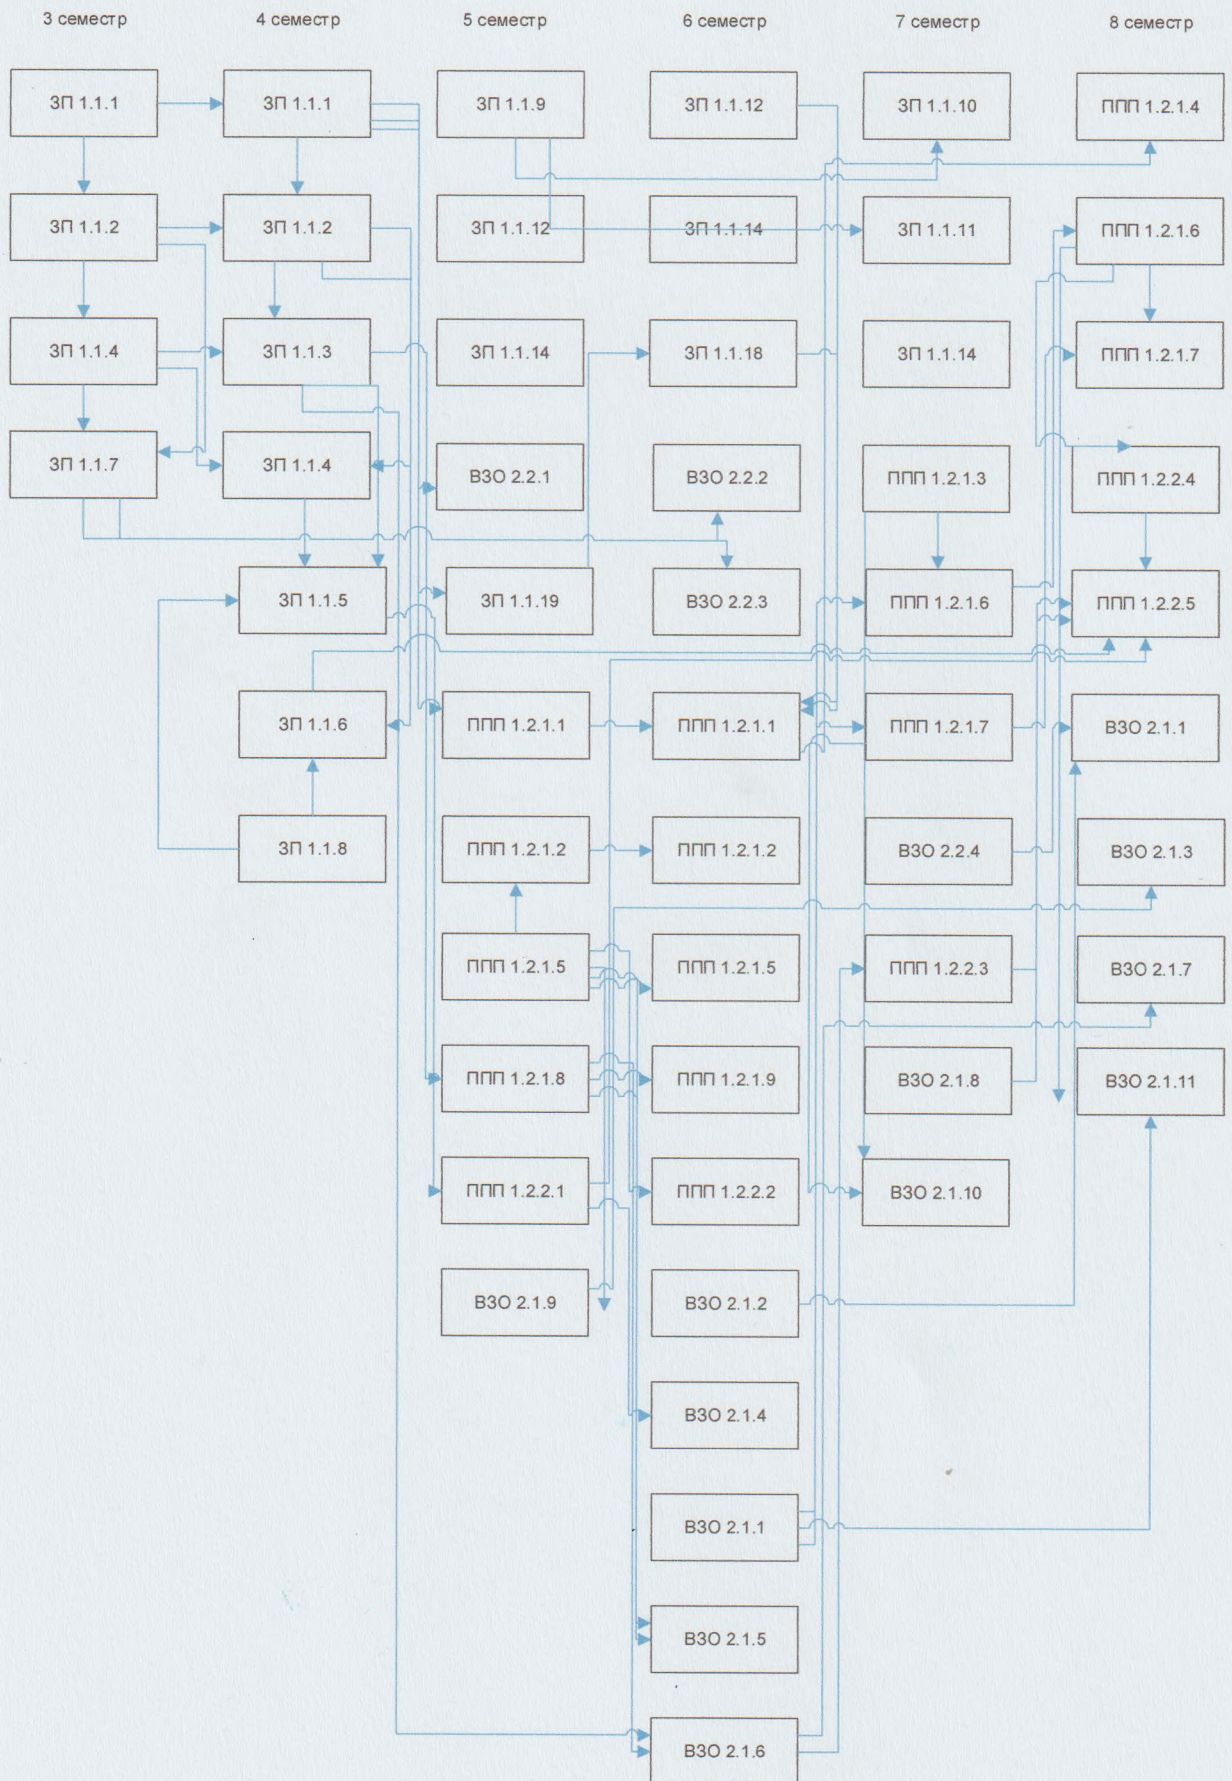 3 семестр 4 семестр 5 семестр 6 семестр 7 семестр 8 семестр
ЗП 1.1.1 ЗП 1.1.1 ЗП 1.1.9 ЗП 1.1.12 ЗП 1.1.10 ППП 1.2.1.4
ЗП 1.1.2 ЗП 1.1.2 ЗП 1.1.12 ЗП 1.1.14 ЗП 1.1.11 ППП 1.2.1.6
ЗП 1.1.4 ЗП 1.1.3 ЗП 1.1.14 ЗП 1.1.18 ЗП 1.1.14 ППП 1.2.1.7
ЗП 1.1.7 ЗП 1.1.4 ВЗО 2.2.1 ВЗО 2.2.2 ППП 1.2.1.3 ППП 1.2.2.4
ЗП 1.1.5 ЗП 1.1.19 ВЗО 2.2.3 ППП 1.2.1.6 ППП 1.2.2.5
ЗП 1.1.6 ППП 1.2.1.1 ППП 1.2.1.1 ППП 1.2.1.7 ВЗО 2.1.1
ЗП 1.1.8 ППП 1.2.1.2 ППП 1.2.1.2 ВЗО 2.2.4 ВЗО 2.1.3
ППП 1.2.1.5 ППП 1.2.1.5 ППП 1.2.2.3 ВЗО 2.1.7
ППП 1.2.1.8 ППП 1.2.1.9 ВЗО 2.1.8 ВЗО 2.1.11
ППП 1.2.2.1 ППП 1.2.2.2 ВЗО 2.1.10
ВЗО 2.1.9 ВЗО 2.1.2
ВЗО 2.1.4
ВЗО 2.1.1
ВЗО 2.1.5
ВЗО 2.1.6